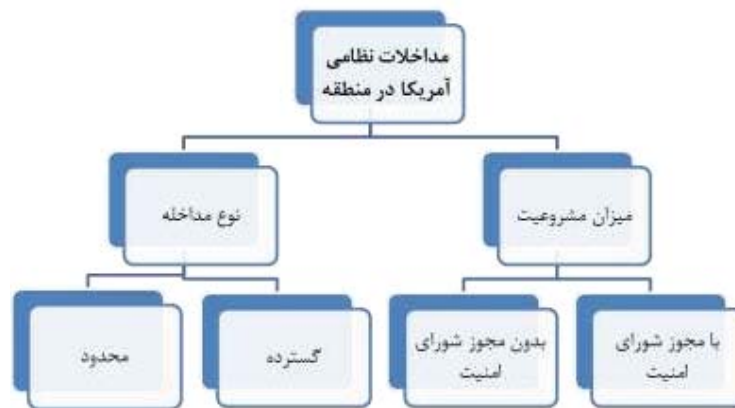 مداخلات نظامی
آمریکا در منطقه
میزان مشروعیت
نوع مداخله
با مجوز شورای
امنیت
بدون مجوز شورای
امنیت
گسترده
محدود